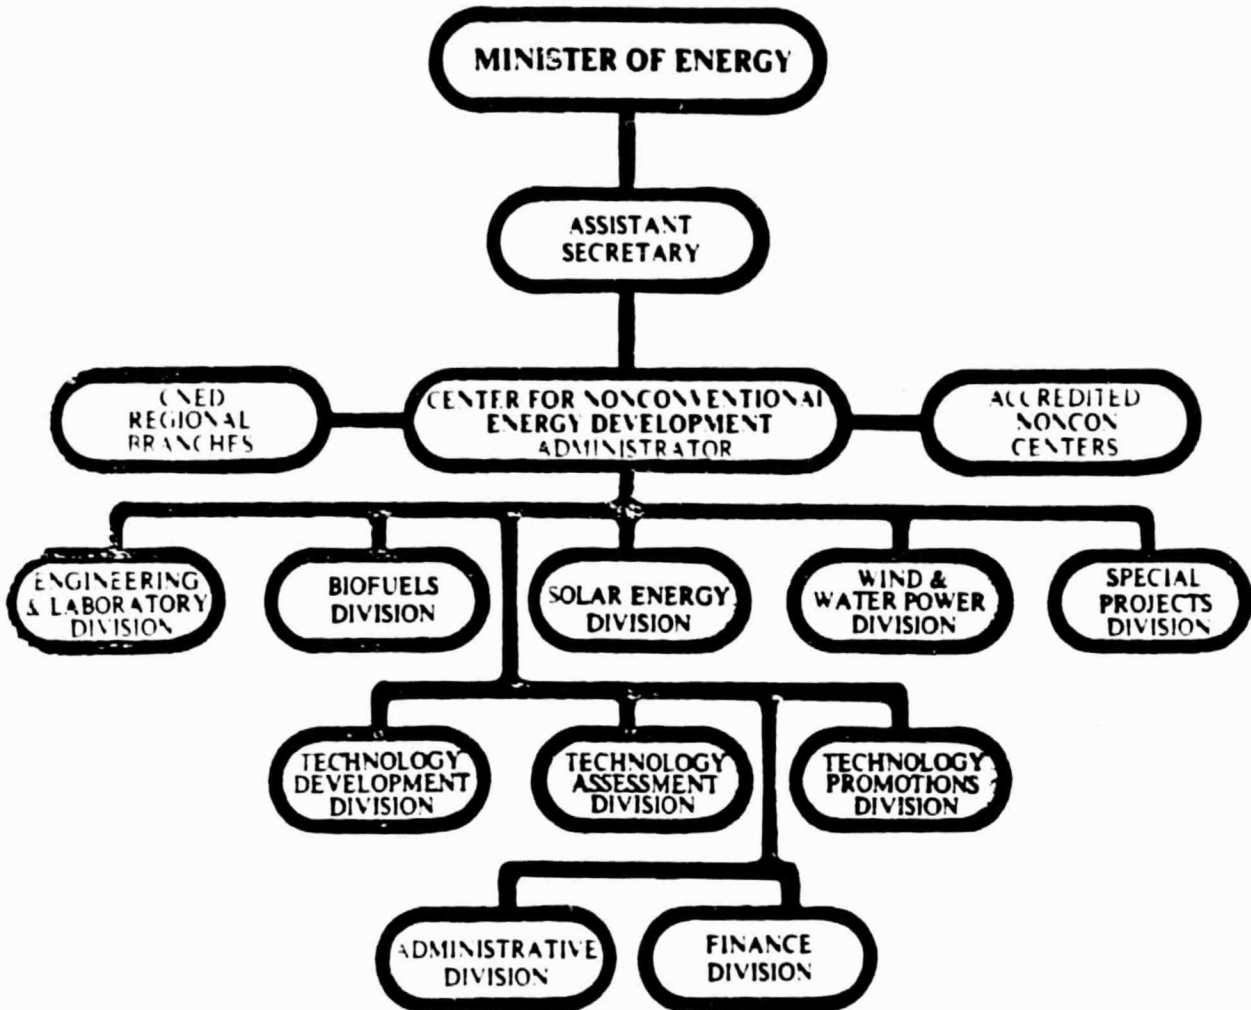 MINISTER OF ENERGY
ASSISTANT
SECRETARY
CNED
REGIONAL
BRANCHES
CENTER FOR NONCONVENTIONAL
ENERGY DEVELOPMENT
ADMINISTRATOR
ACCREDITED
NONCON
CENTERS
ENGINEERING
& LABORATORY
DIVISION
BIOFUELS
DIVISION
SOLAR ENERGY
DIVISION
WIND &
WATER POWER
DIVISION
SPECIAL
PROJECTS
DIVISION
TECHNOLOGY
DEVELOPMENT
DIVISION
TECHNOLOGY
ASSESSMENT
DIVISION
TECHNOLOGY
PROMOTIONS
DIVISION
ADMINISTRATIVE
DIVISION
FINANCE
DIVISION